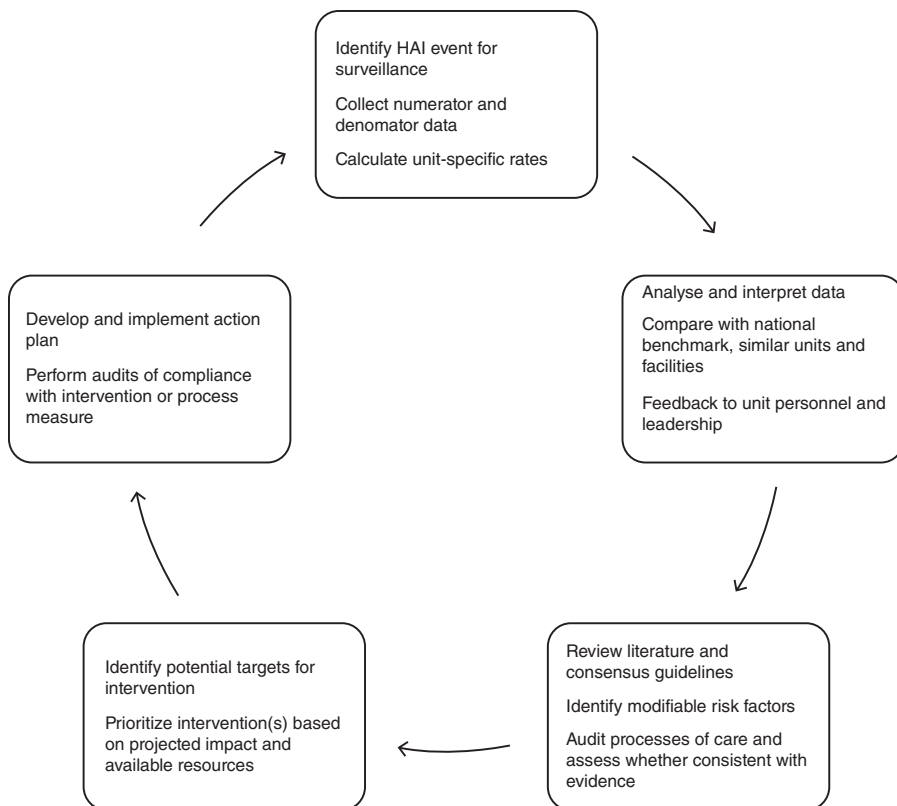 Identify HAI event for
surveillance
Collect numerator and
denomator data
Calculate unit-specific rates
Analyse and interpret data
Compare with national
benchmark, similar units and
facilities
Feedback to unit personnel and
leadership
Review literature and
consensus guidelines
Identify modifiable risk factors
Audit processes of care and
assess whether consistent with
evidence
Identify potential targets for
intervention
Prioritize intervention(s) based
on projected impact and
available resources
Develop and implement action
plan
Perform audits of compliance
with intervention or process
measure